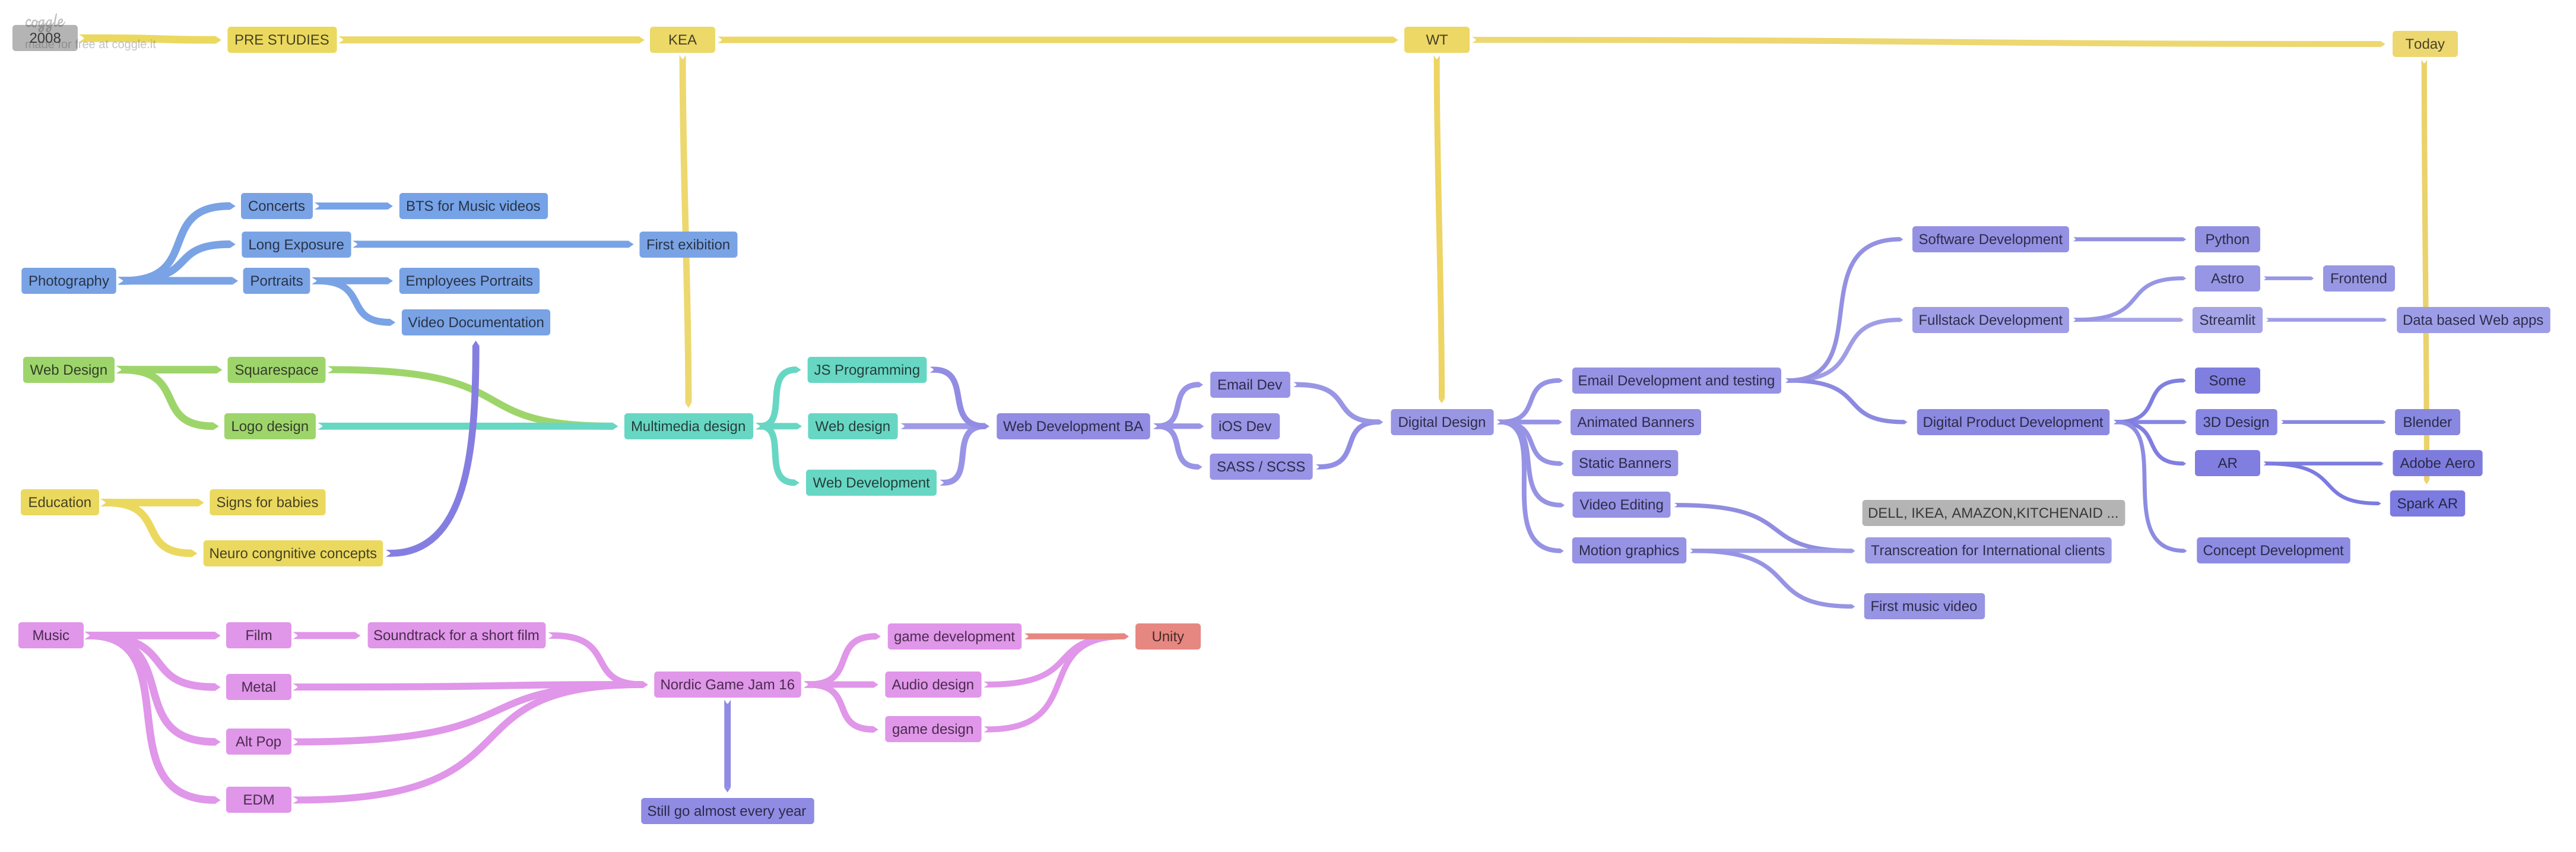 coggle
made for free at coggle.it
2008
PRE STUDIES
KEA
WT
Today
Concerts
BTS for Music videos
Long Exposure
First exibition
Photography
Portraits
Employees Portraits
Video Documentation
Web Design
Squarespace
Logo design
Multimedia design
JS Programming
Web design
Web Development
Web Development BA
Email Dev
iOS Dev
SASS / SCSS
Digital Design
Email Development and testing
Animated Banners
Static Banners
Video Editing
Motion graphics
Software Development
Python
Fullstack Development
Astro
Frontend
Streamlit
Data based Web apps
Digital Product Development
Some
3D Design
Blender
AR
Adobe Aero
Spark AR
Concept Development
DELL, IKEA, AMAZON,KITCHENAID ...
Transcreation for International clients
First music video
Education
Signs for babies
Neuro congnitive concepts
Music
Film
Soundtrack for a short film
Metal
Alt Pop
EDM
Nordic Game Jam 16
game development
Audio design
game design
Unity
Still go almost every year